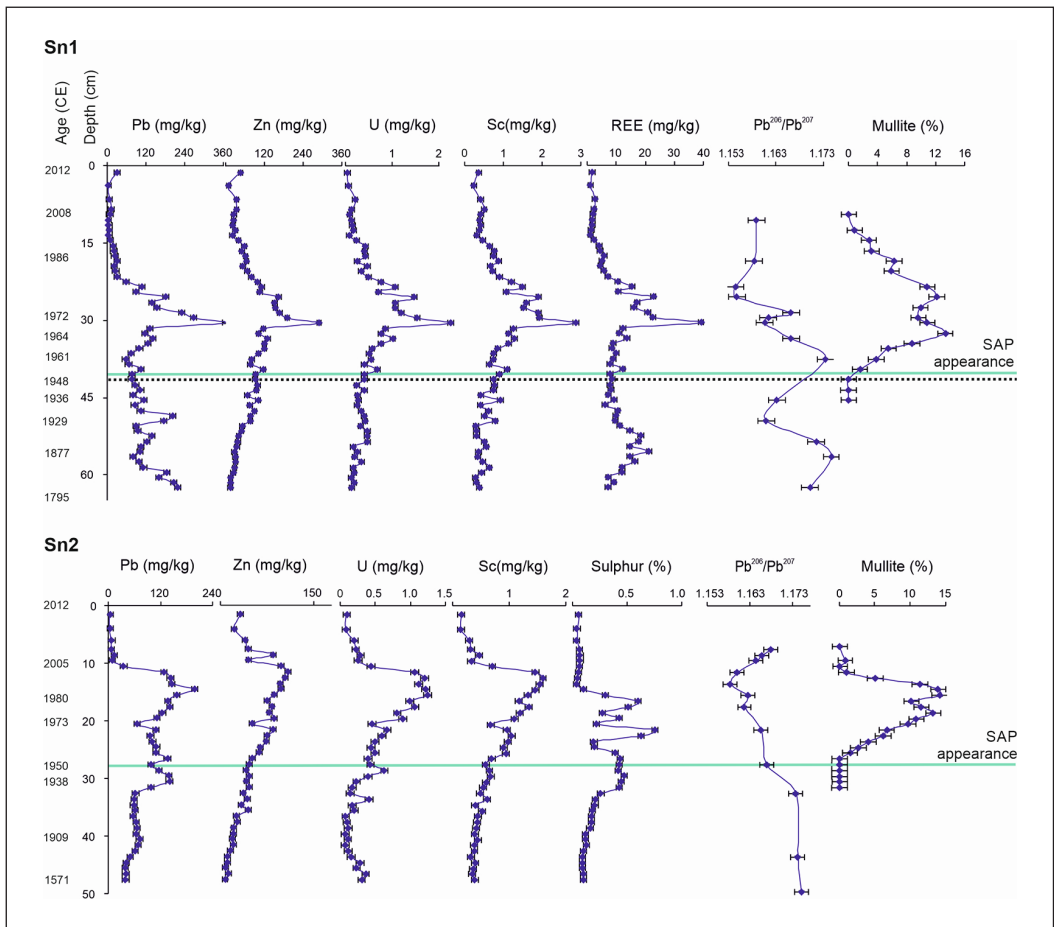 Sn1
Age (CE)
Depth (cm)
Pb (mg/kg) Zn (mg/kg) U (mg/kg) Sc(mg/kg) REE (mg/kg) Pb206/Pb207 Mullite (%)
0 120 240 360 120 240 360 1 2 0 1 2 3 10 20 30 40 1.153 1.163 1.173 0 4 8 12 16
2012 0
2008
15
1986
1972 30
1964
SAP
appearance
1961
1948
1936 45
1929
1877
60
1795
Sn2
Pb (mg/kg) Zn (mg/kg) U (mg/kg) Sc(mg/kg) Sulphur (%) Pb206/Pb207 Mullite (%)
0 120 240 150 0 0.5 1.0 1.5 1 2 0.5 1.0 1.153 1.163 1.173 0 5 10 15
2012 0
2005 10
1980
1973 20
SAP
appearance
1950
1938 30
1909 40
1571
50